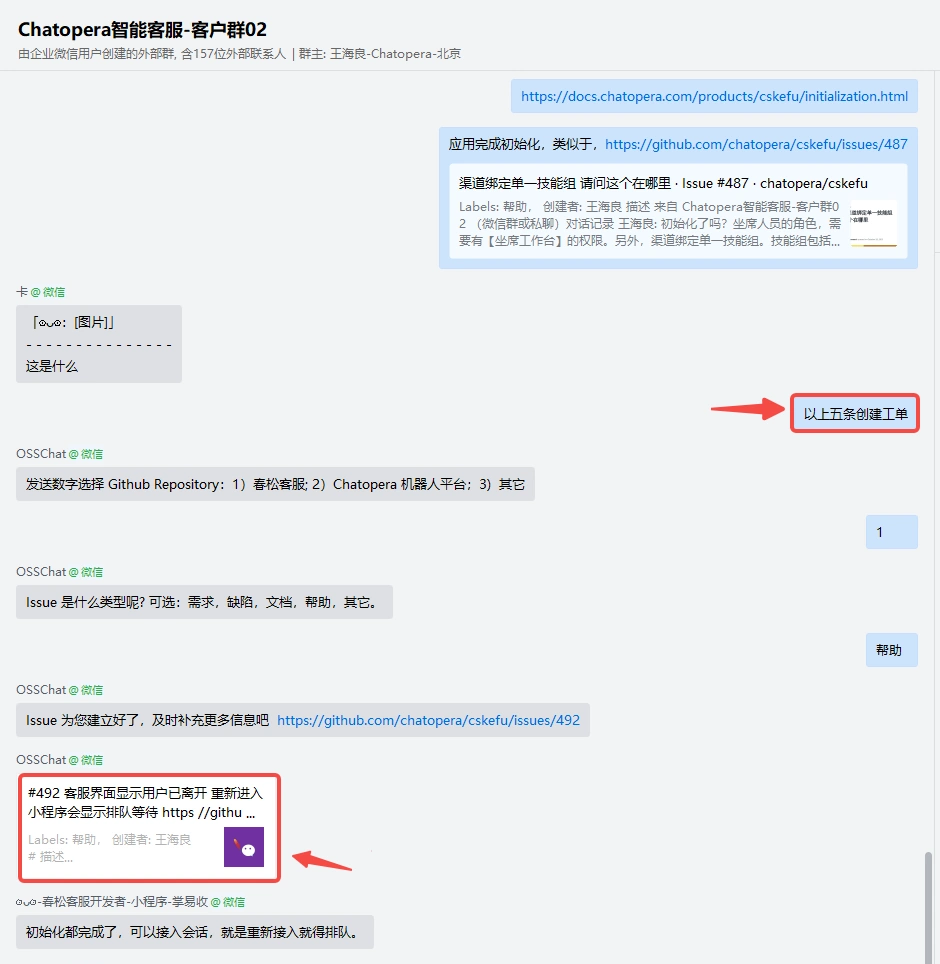 Chatopera智能客服-客户群02
由企业微信用户创建的外部群, 含157位外部联系人 | 群主: 王海良-Chatopera-北京
https://docs.chatopera.com/products/cskefu/initialization.html
应用完成初始化，类似于，https://github.com/chatopera/cskefu/issues/487
渠道绑定单一技能组 请问这个在哪里 · Issue #487 · chatopera/cskefu
Labels: 帮助， 创建者: 王海良 描述 来自 Chatopera智能客服-客户群0
2 （微信群或私聊）对话记录 王海良: 初始化了吗？坐席人员的角色，需
要有【坐席工作台】的权限。另外，渠道绑定单一技能组。技能组包括...
卡@微信
「๑ᴗ๑：[图片]」
- - - - - - - - - - - - - - -
这是什么
以上五条创建工单
OSSChat@微信
发送数字选择 Github Repository：1）春松客服; 2）Chatopera 机器人平台；3）其它
1
OSSChat@微信
Issue 是什么类型呢? 可选：需求，缺陷，文档，帮助，其它。
帮助
OSSChat@微信
Issue 为您建立好了，及时补充更多信息吧 https://github.com/chatopera/cskefu/issues/492
OSSChat@微信
#492 客服界面显示用户已离开 重新进入
小程序会显示排队等待 https //githu ...
Labels: 帮助， 创建者: 王海良
# 描述...
๑ᴗ๑-春松客服开发者-小程序-掌易收@微信
初始化都完成了，可以接入会话，就是重新接入就得排队。